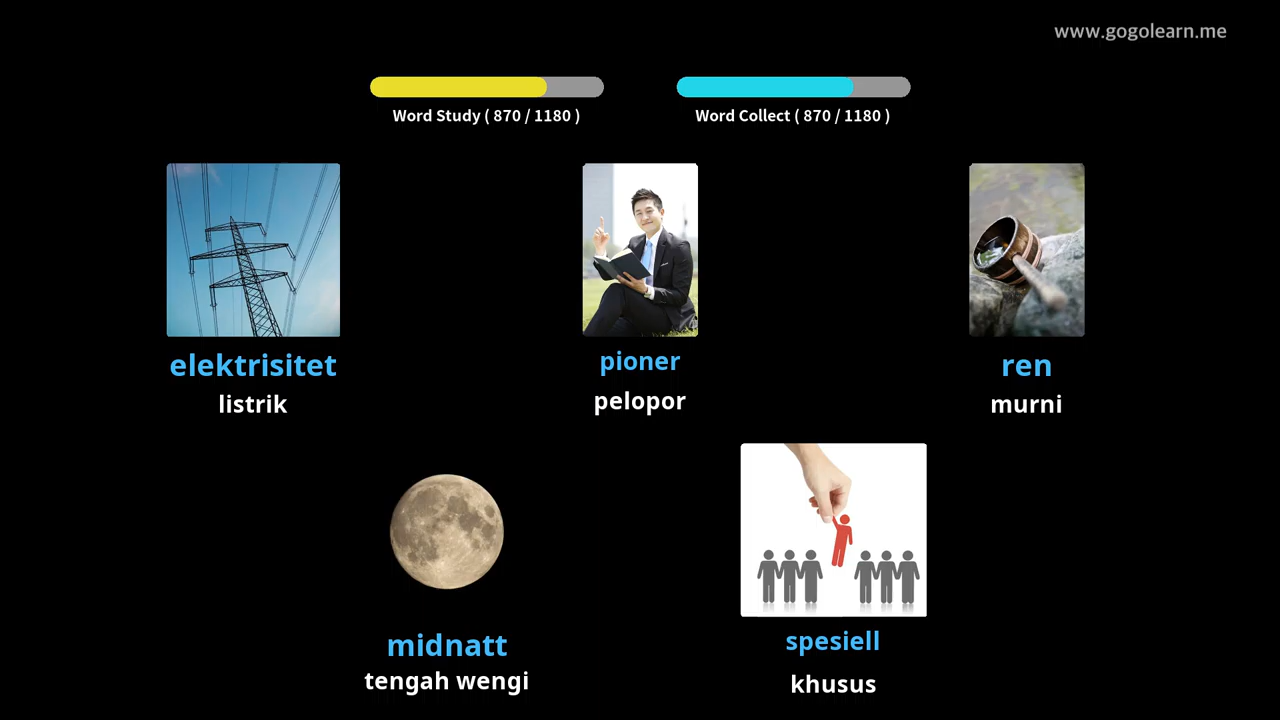 www.gogolearn.me
Word Study ( 870 / 1180 )
Word Collect ( 870 / 1180 )
elektrisitet
listrik
pioner
pelopor
ren
murni
midnatt
tengah wengi
spesiell
khusus